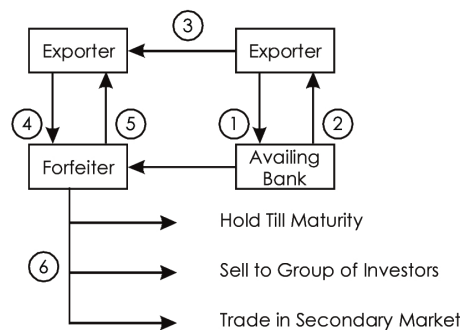 3
Exporter
Exporter
4
5
1
2
Forfeiter
Availing
Bank
Hold Till Maturity
6
Sell to Group of Investors
Trade in Secondary Market